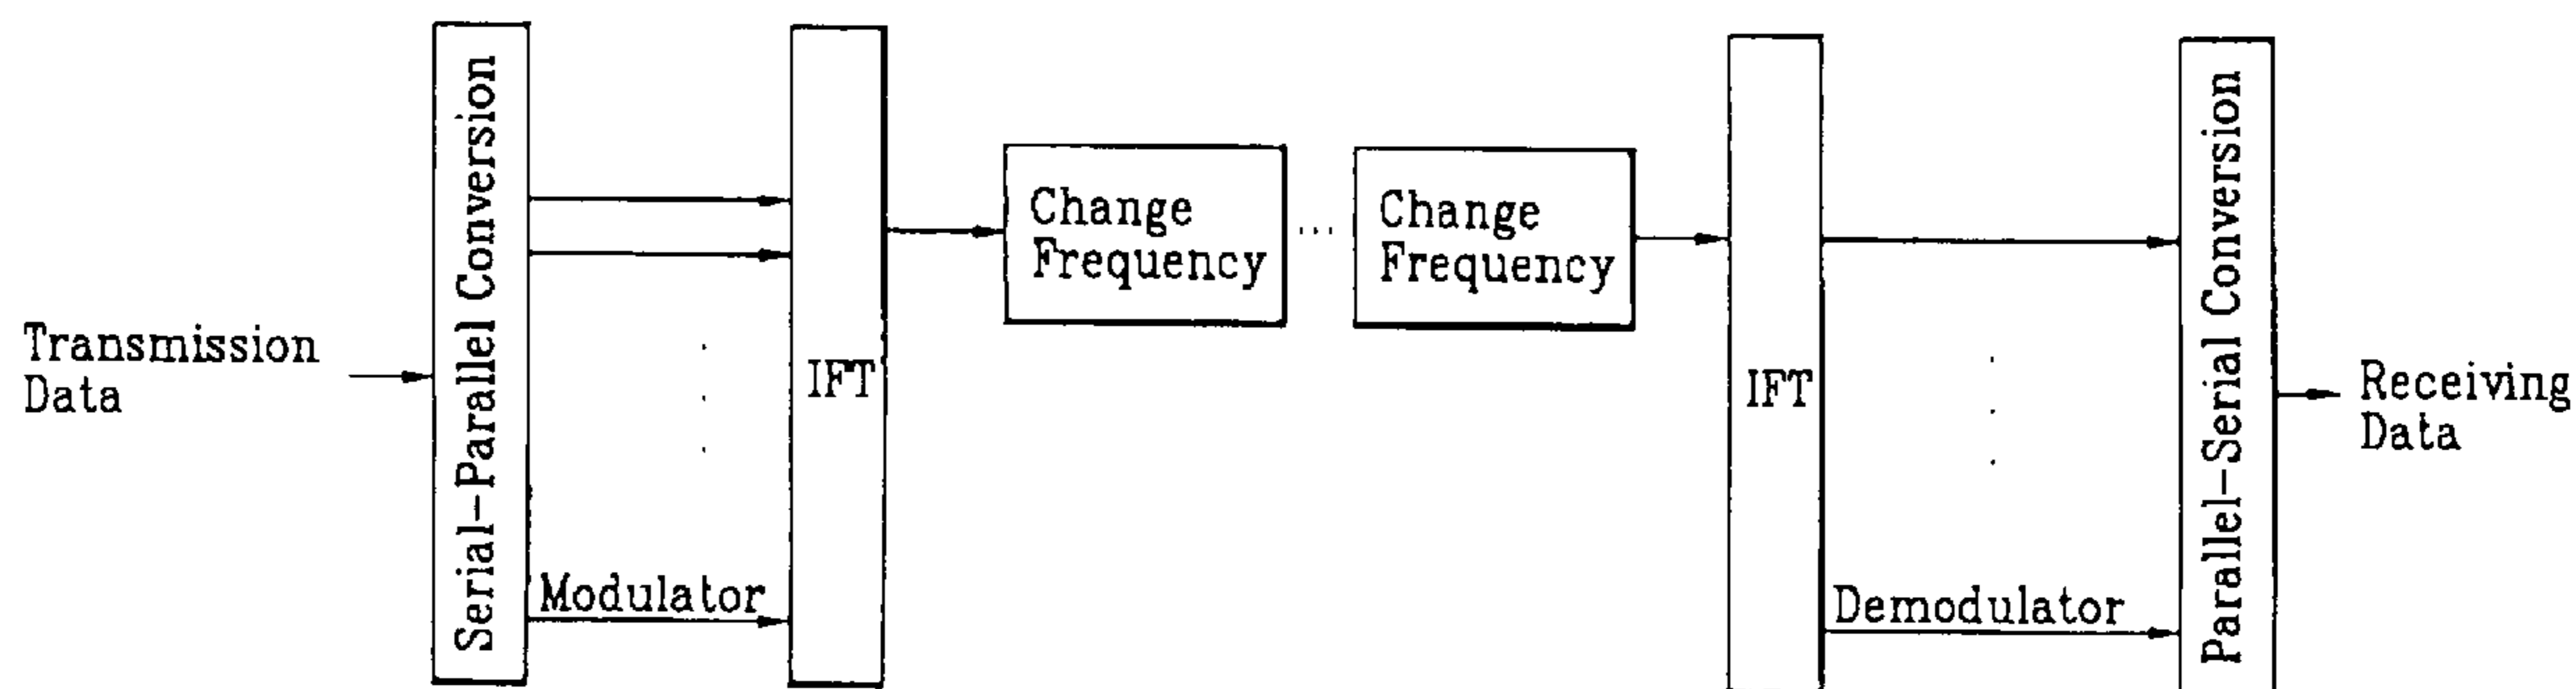 Transmission
Data
Serial-Parallel Conversion
Modulator
IFT
Change
Frequency
Change
Frequency
IFT
Demodulator
Parallel-Serial Conversion
Receiving
Data